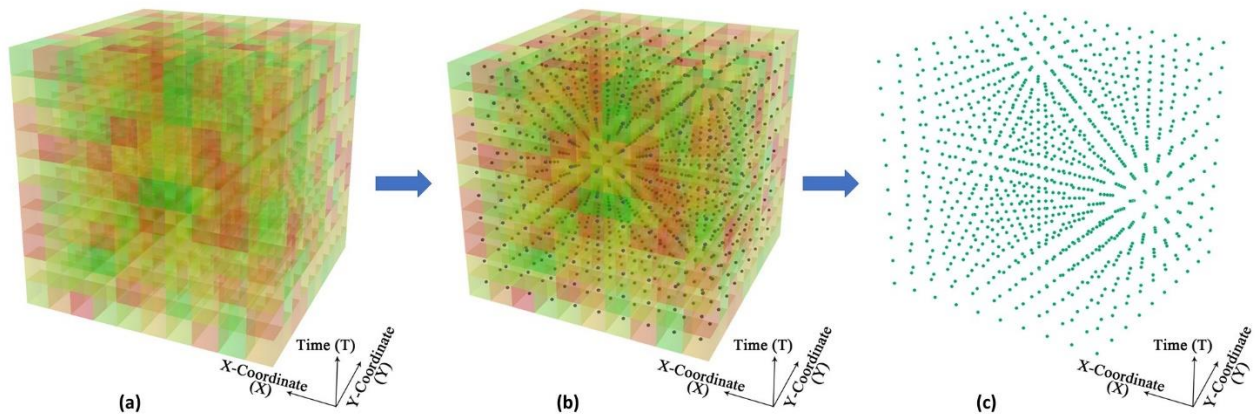 Time (T)
X-Coordinate
(X)
Y-Coordinate
(Y)
(a)
Time (T)
X-Coordinate
(X)
Y-Coordinate
(Y)
(b)
Time (T)
X-Coordinate
(X)
Y-Coordinate
(Y)
(c)